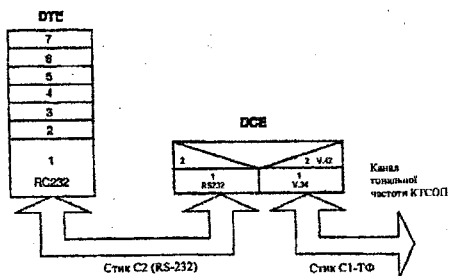 DTE
7
6
5
4
3
2
1
RC232
DCE
2
2 V.42
1
RS232
1
V.34
Канал
тональной
частоти КТСОП
Стик С2 (RS-232)
Стик С1-ТФ